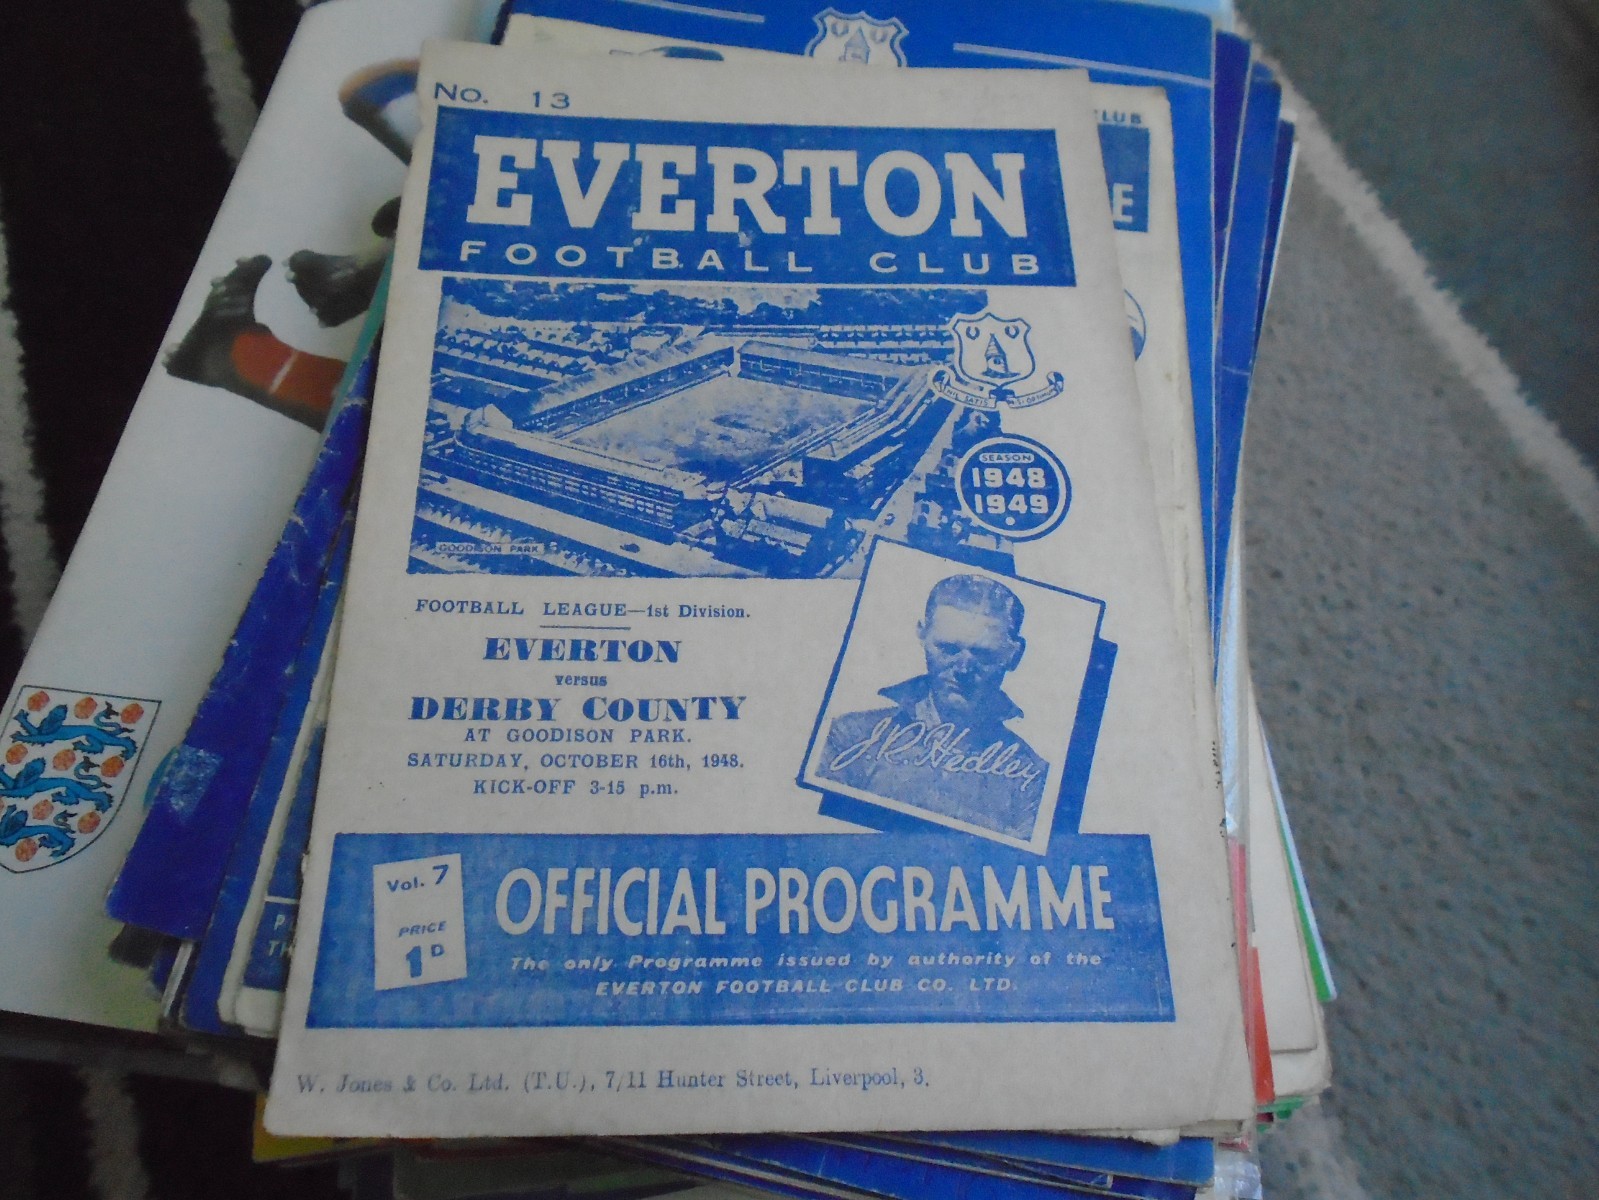 No. 13
EVERTON
FOOTBALL CLUB
CLUB
E
NIL SATIS
SEASON
1948
1949
GOODISON PARK
FOOTBALL LEAGUE—1st Division.
EVERTON
versus
DERBY COUNTY
AT GOODISON PARK.
SATURDAY, OCTOBER 16th, 1948.
KICK-OFF 3-15 p.m.
J.R. Hedley
Vol. 7
PRICE
1D
OFFICIAL PROGRAMME
The only Programme issued by authority of the
EVERTON FOOTBALL CLUB CO. LTD.
W. Jones & Co. Ltd. (T.U.), 7/11 Hunter Street, Liverpool, 3.